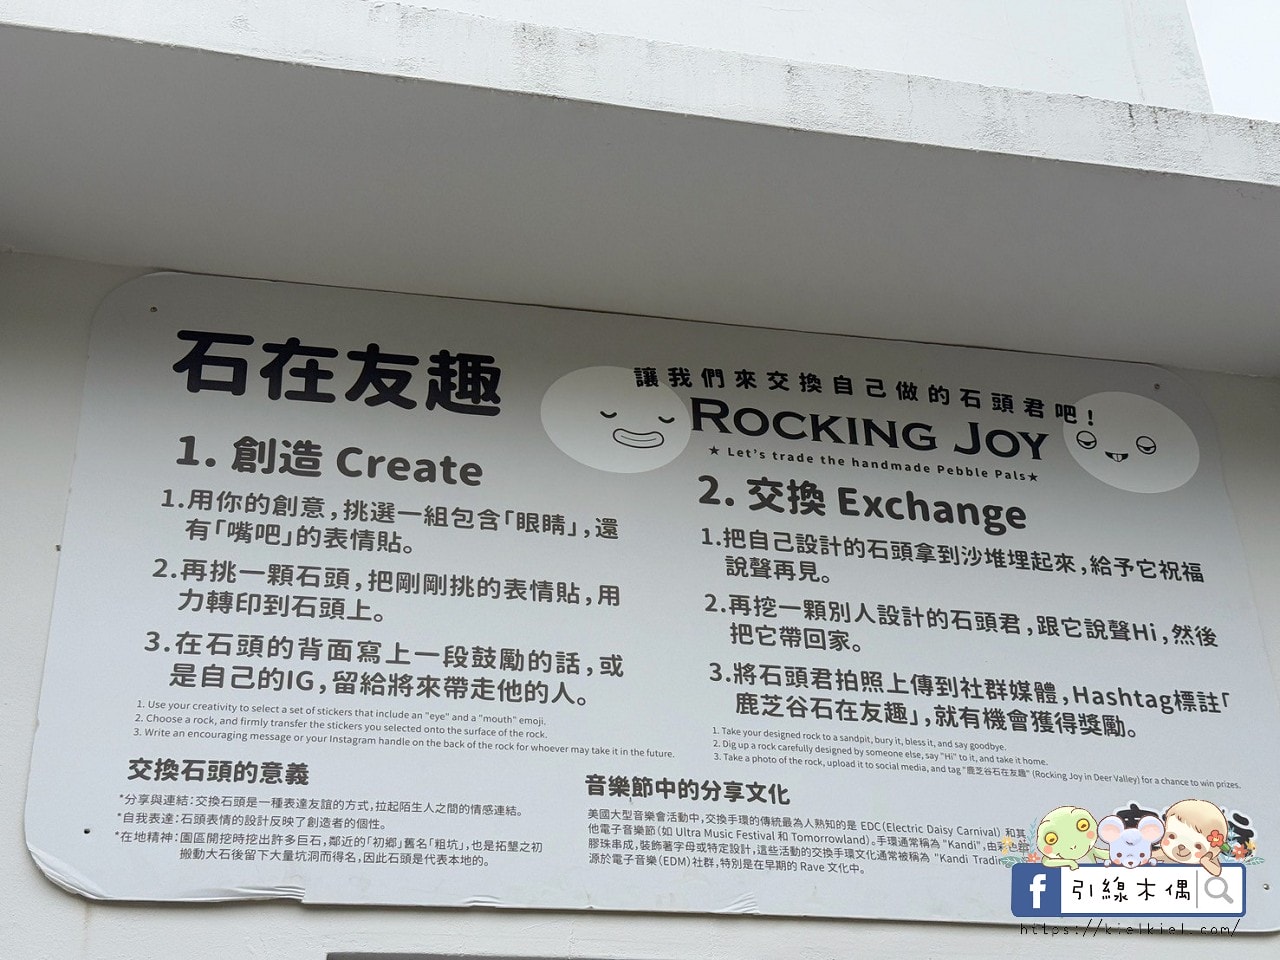 石在友趣
讓我們來交換自己做的石頭君吧!
ROCKING JOY
★ Let's trade the handmade Pebble Pals★
1. 創造 Create
1.用你的創意,挑選一組包含「眼睛」,還
有「嘴吧」的表情貼。
2.再挑一顆石頭,把剛剛挑的表情貼,用
力轉印到石頭上。
3.在石頭的背面寫上一段鼓勵的話,或
是自己的IG,留給將來帶走他的人。
1. Use your creativity to select a set of stickers that include an "eye" and a "mouth" emoji.
2. Choose a rock, and firmly transfer the stickers you selected onto the surface of the rock.
3. Write an encouraging message or your Instagram handle on the back of the rock for whoever may take it in the future.
2. 交換 Exchange
1.把自己設計的石頭拿到沙堆埋起來,給予它祝福
說聲再見。
2.再挖一顆別人設計的石頭君,跟它說聲Hi,然後
把它帶回家。
3.將石頭君拍照上傳到社群媒體,Hashtag標註「
鹿芝谷石在友趣」,就有機會獲得獎勵。
1. Take your designed rock to a sandpit, bury it, bless it, and say goodbye.
2. Dig up a rock carefully designed by someone else, say "Hi" to it, and take it home.
3. Take a photo of the rock, upload it to social media, and tag "鹿芝谷石在友趣" (Rocking Joy in Deer Valley) for a chance to win prizes.
交換石頭的意義
*分享與連結:交換石頭是一種表達友誼的方式,拉起陌生人之間的情感連結。
*自我表達:石頭表情的設計反映了創造者的個性。
*在地精神:園區開挖時挖出許多巨石,鄰近的「初鄉」舊名「粗坑」,也是拓墾之初
搬動大石後留下大量坑洞而得名,因此石頭是代表本地的。
音樂節中的分享文化
美國大型音樂會活動中,交換手環的傳統最為人熟知的是 EDC(Electric Daisy Carnival) 和其
他電子音樂節(如 Ultra Music Festival 和 Tomorrowland)。手環通常稱為 "Kandi",由
膠珠串成,裝飾著字母或特定設計,這些活動的交換手環文化通常被稱為 "Kandi Trading
源於電子音樂(EDM)社群,特別是在早期的 Rave 文化中。
f 引線木偶
https://kielkiel.com/